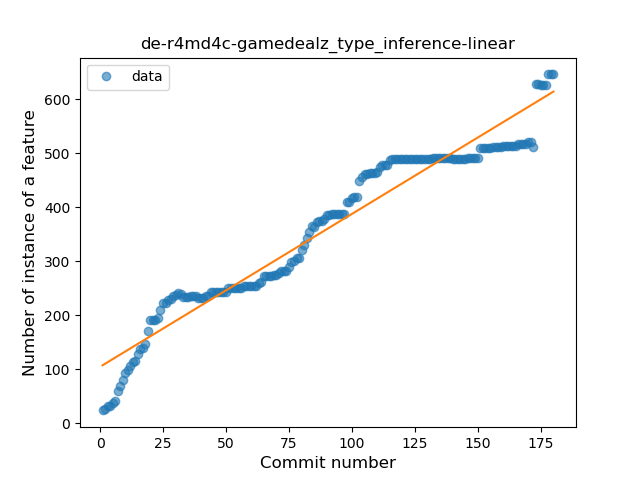 de-r4md4c-gamedealz_type_inference-linear
data
Number of instance of a feature
600
500
400
300
200
100
0
0 25 50 75 100 125 150 175
Commit number